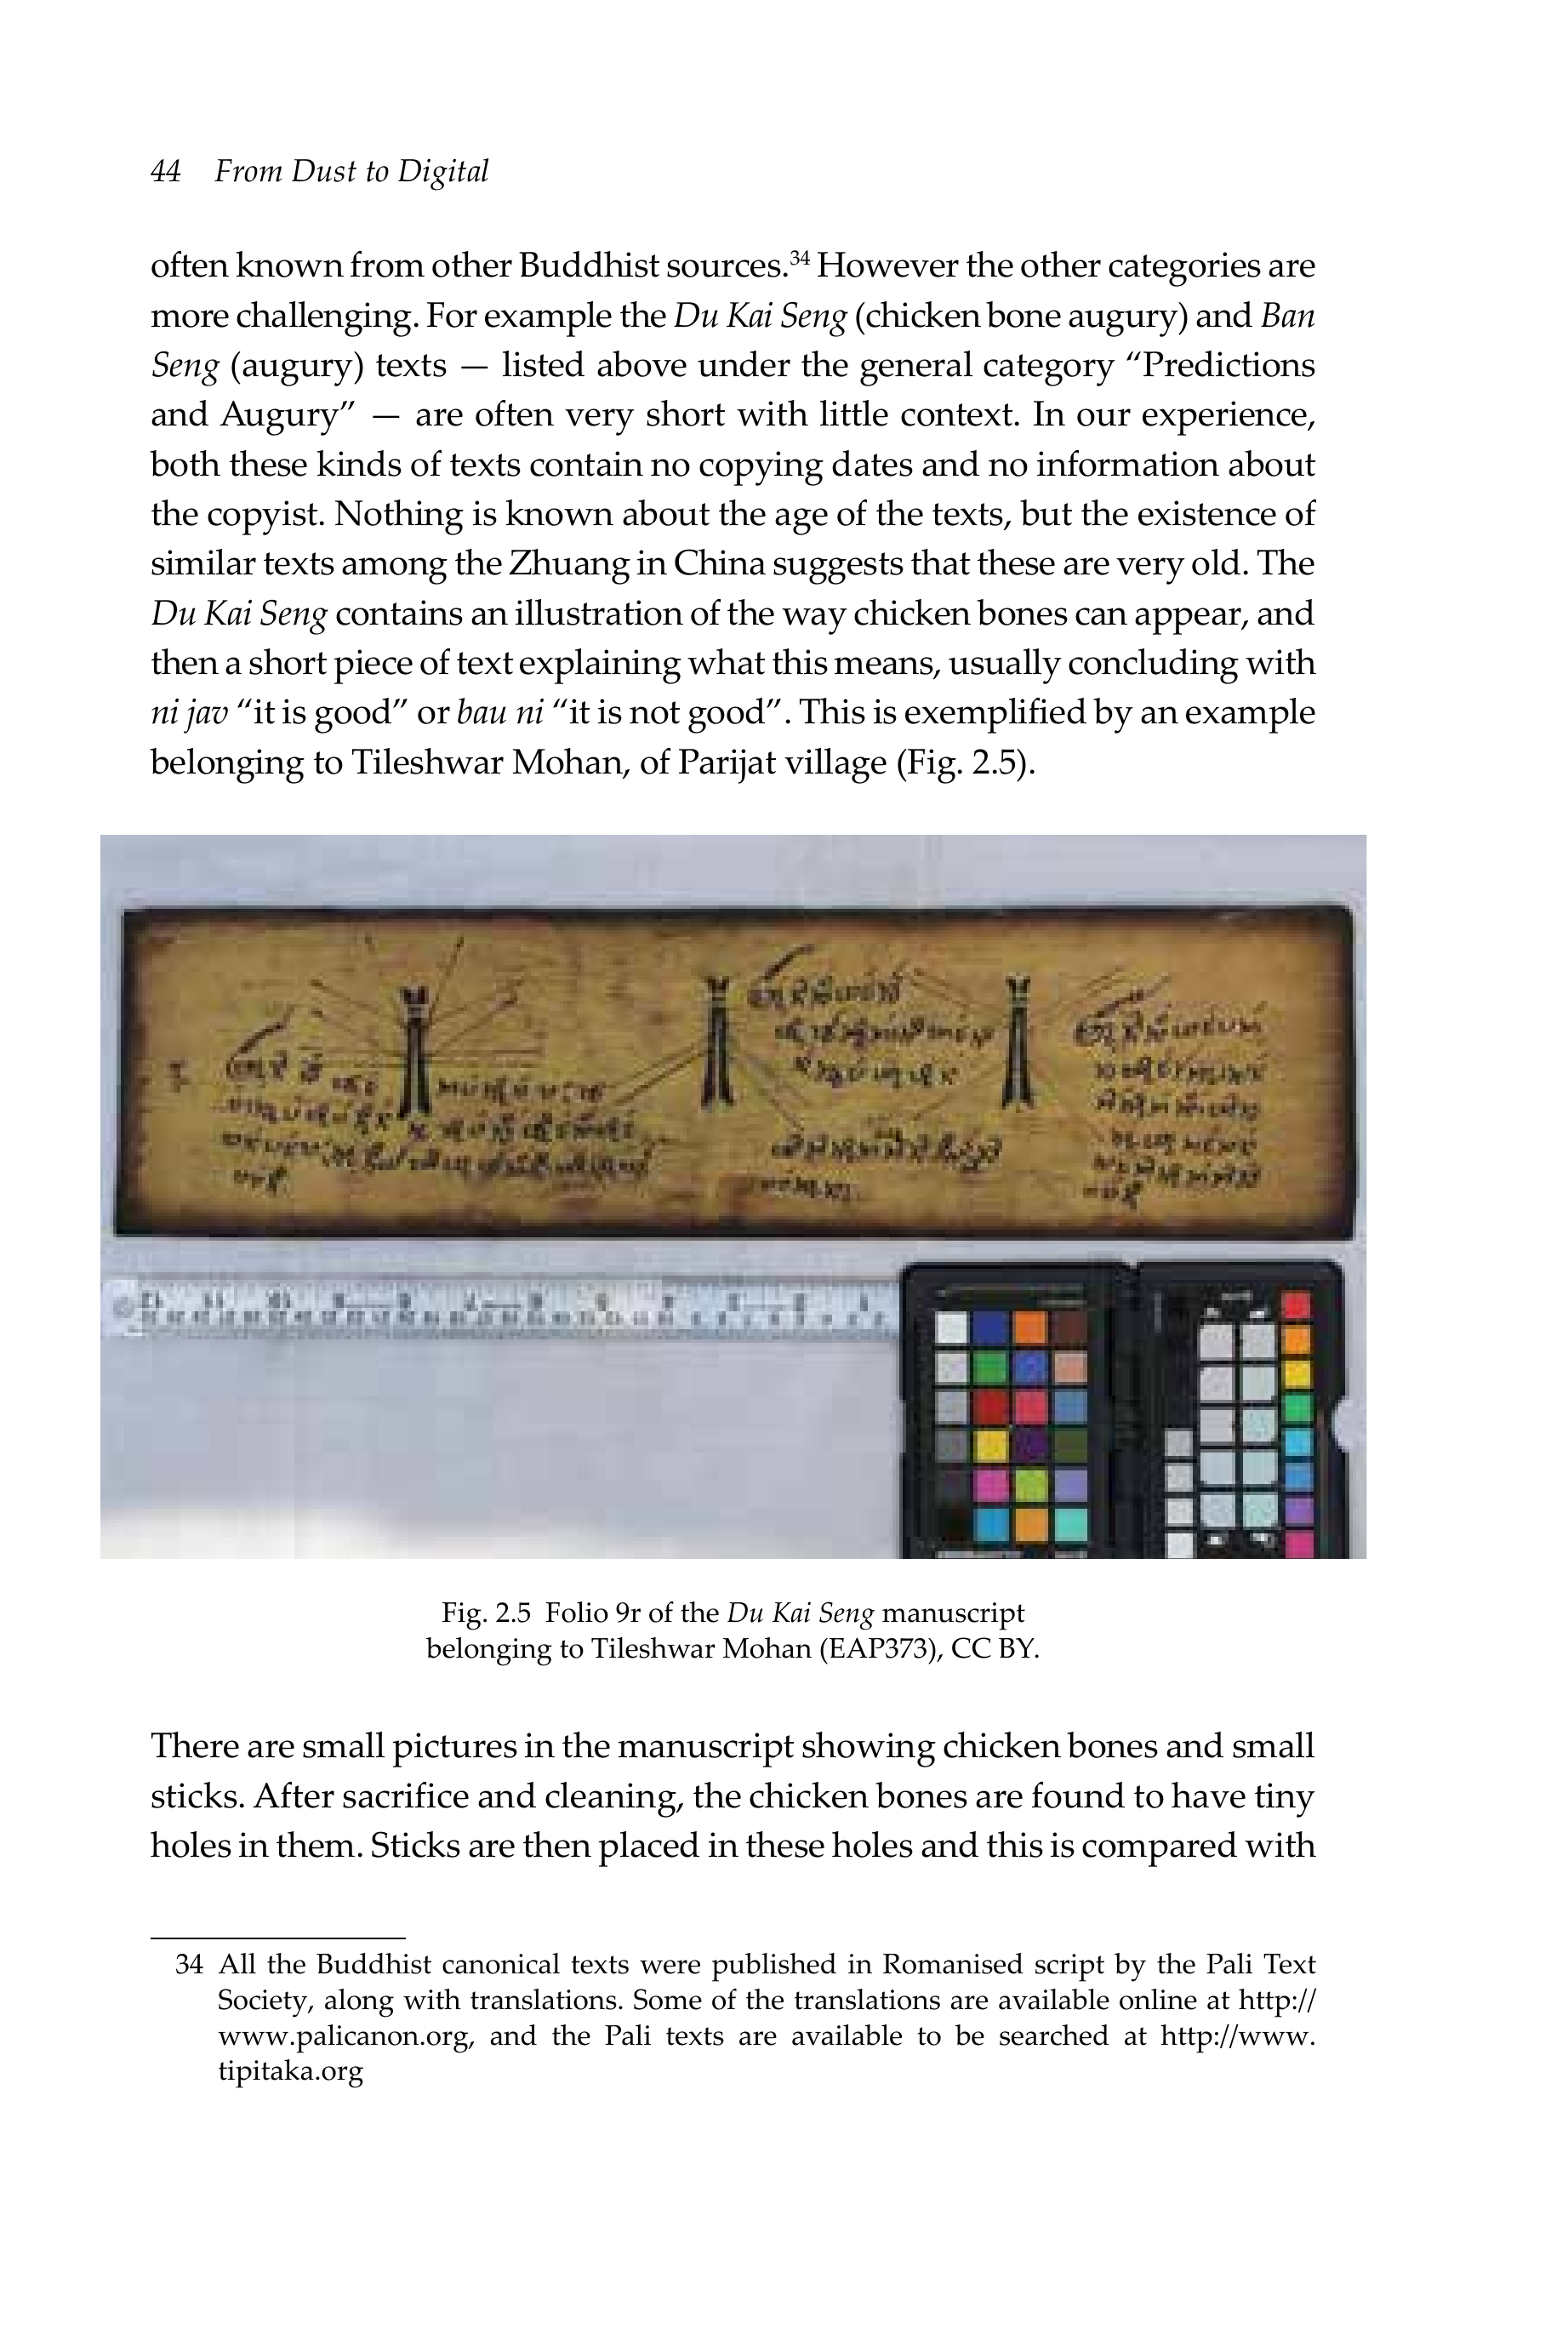 44 From Dust to Digital
often known from other Buddhist sources.34 However the other categories are
more challenging. For example the Du Kai Seng (chicken bone augury) and Ban
Seng (augury) texts — listed above under the general category “Predictions
and Augury” — are often very short with little context. In our experience,
both these kinds of texts contain no copying dates and no information about
the copyist. Nothing is known about the age of the texts, but the existence of
similar texts among the Zhuang in China suggests that these are very old. The
Du Kai Seng contains an illustration of the way chicken bones can appear, and
then a short piece of text explaining what this means, usually concluding with
ni jav “it is good” or bau ni “it is not good”. This is exemplified by an example
belonging to Tileshwar Mohan, of Parijat village (Fig. 2.5).
Fig. 2.5 Folio 9r of the Du Kai Seng manuscript
belonging to Tileshwar Mohan (EAP373), CC BY.
There are small pictures in the manuscript showing chicken bones and small
sticks. After sacrifice and cleaning, the chicken bones are found to have tiny
holes in them. Sticks are then placed in these holes and this is compared with
34 All the Buddhist canonical texts were published in Romanised script by the Pali Text
Society, along with translations. Some of the translations are available online at http://
www.palicanon.org, and the Pali texts are available to be searched at http://www.
tipitaka.org